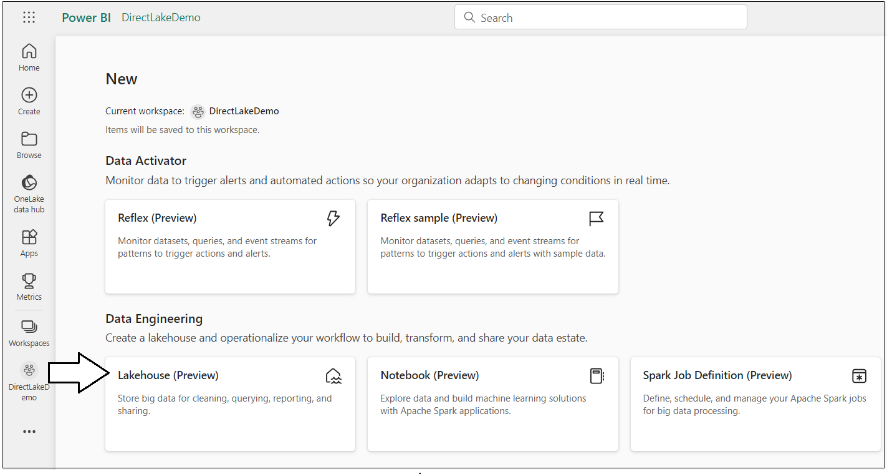 Power BI DirectLakeDemo
Search
Home
Create
Browse
OneLake
data hub
Apps
Metrics
Workspaces
DirectLakeD
emo
New
Current workspace: DirectLakeDemo
Items will be saved to this workspace.
Data Activator
Monitor data to trigger alerts and automated actions so your organization adapts to changing conditions in real time.
Reflex (Preview)
Monitor datasets, queries, and event streams for
patterns to trigger actions and alerts.
Reflex sample (Preview)
Monitor datasets, queries, and event streams for
patterns to trigger actions and alerts with sample data.
Data Engineering
Create a lakehouse and operationalize your workflow to build, transform, and share your data estate.
Lakehouse (Preview)
Store big data for cleaning, querying, reporting, and
sharing.
Notebook (Preview)
Explore data and build machine learning solutions
with Apache Spark applications.
Spark Job Definition (Preview)
Define, schedule, and manage your Apache Spark jobs
for big data processing.